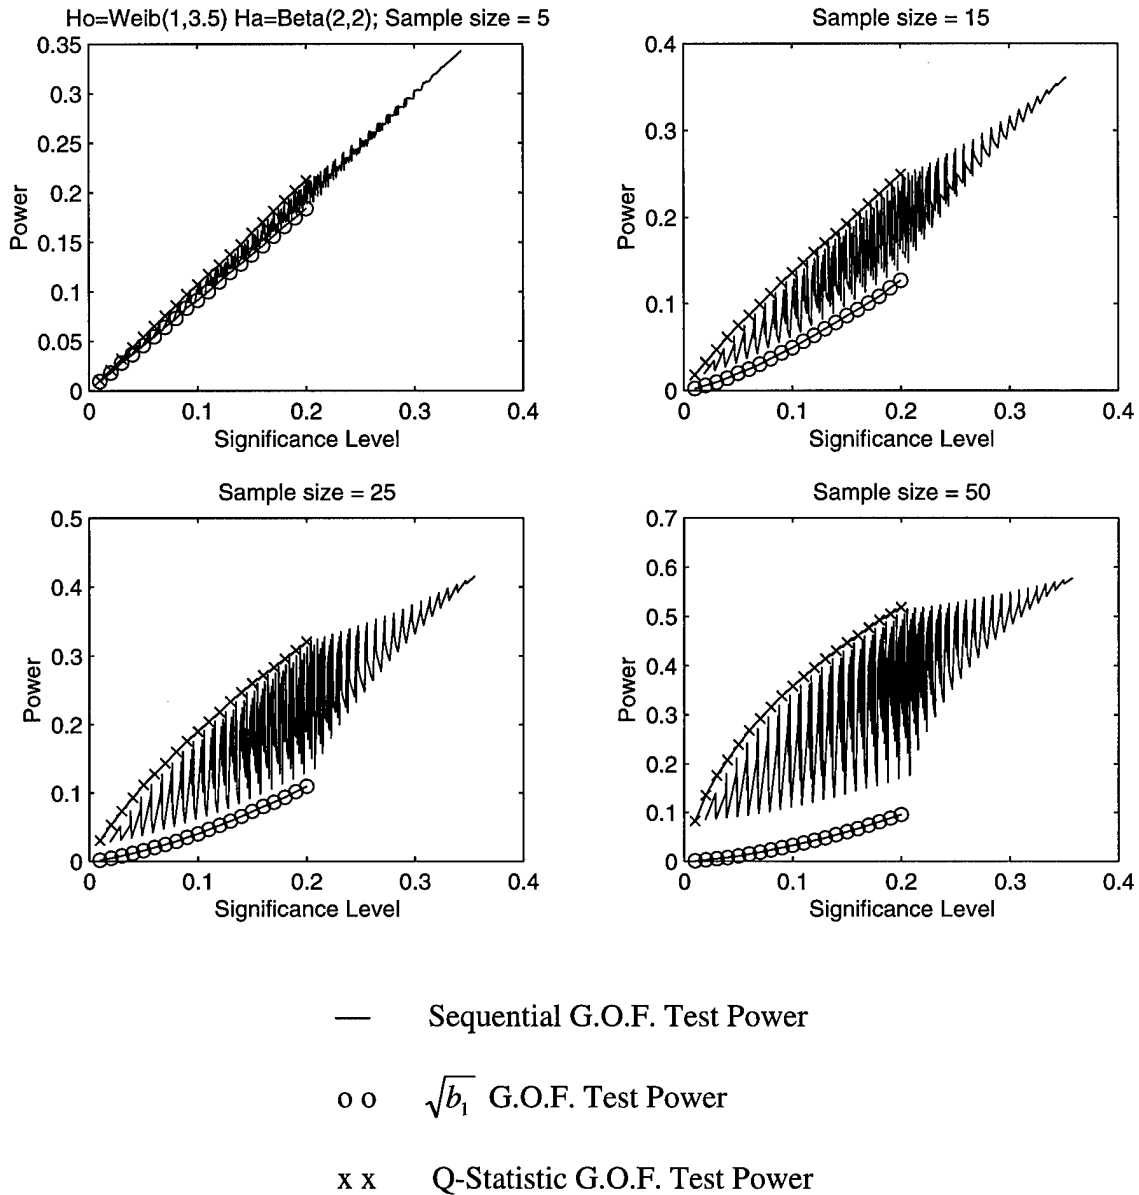 Ho=Weib(1,3.5) Ha=Beta(2,2); Sample size = 5
0.35
0.3
0.25
0.2
0.15
0.1
0.05
0
Power
0 0.1 0.2 0.3 0.4
Significance Level
Sample size = 15
0.4
0.3
0.2
0.1
0
Power
0 0.1 0.2 0.3 0.4
Significance Level
Sample size = 25
0.5
0.4
0.3
0.2
0.1
0
Power
0 0.1 0.2 0.3 0.4
Significance Level
Sample size = 50
0.7
0.6
0.5
0.4
0.3
0.2
0.1
0
Power
0 0.1 0.2 0.3 0.4
Significance Level
— Sequential G.O.F. Test Power
o o √b₁ G.O.F. Test Power
x x Q-Statistic G.O.F. Test Power